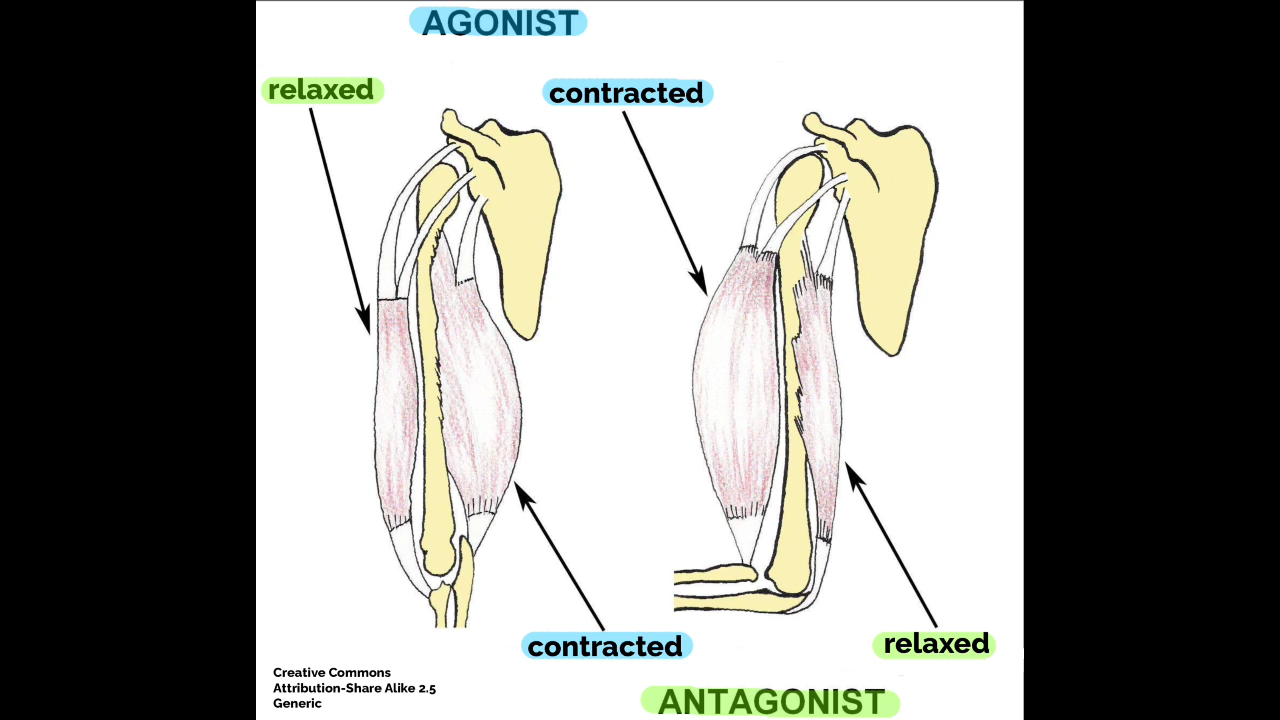 AGONIST
relaxed
contracted
contracted
relaxed
Creative Commons
Attribution-Share Alike 2.5
Generic
ANTAGONIST